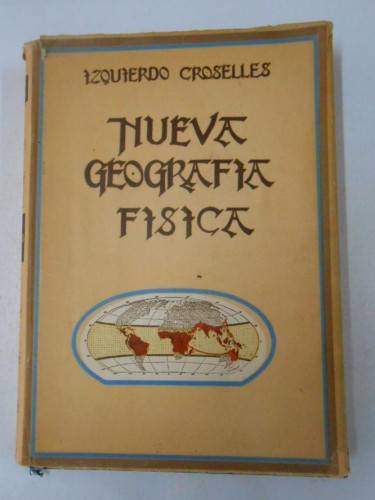 IZQUIERDO CROSELLES
NUEVA
GEOGRAFIA
FISICA